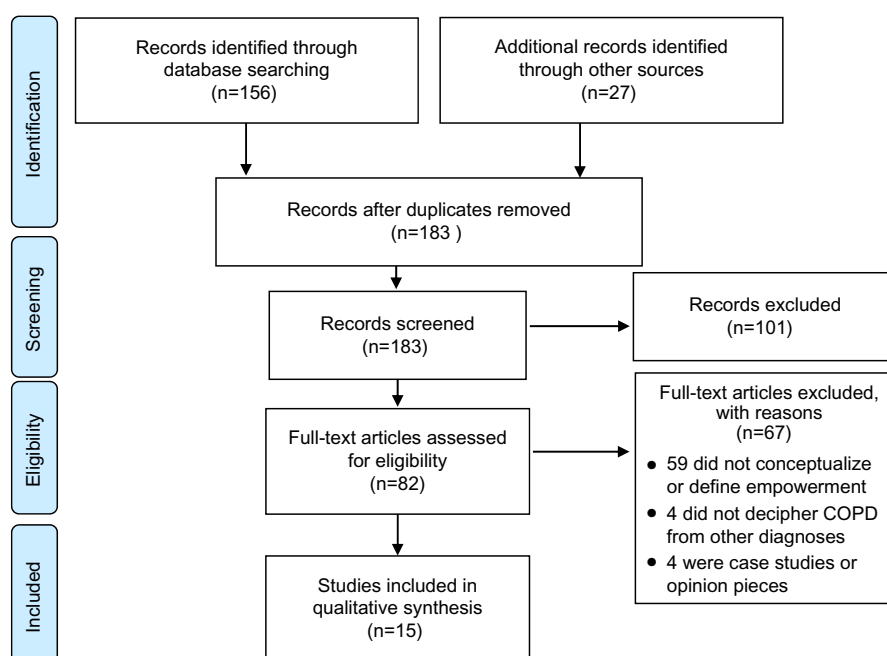 Identification
Records identified through
database searching
(n=156)
Additional records identified
through other sources
(n=27)
Records after duplicates removed
(n=183 )
Screening
Records screened
(n=183)
Records excluded
(n=101)
Eligibility
Full-text articles assessed
for eligibility
(n=82)
Full-text articles excluded,
with reasons
(n=67)
• 59 did not conceptualize
or define empowerment
• 4 did not decipher COPD
from other diagnoses
• 4 were case studies or
opinion pieces
Included
Studies included in
qualitative synthesis
(n=15)